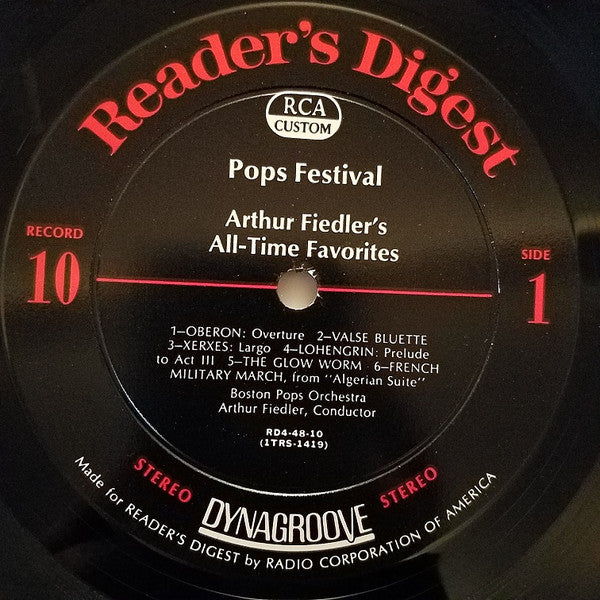 Reader's Digest
RCA
CUSTOM
Pops Festival
Arthur Fiedler's
All-Time Favorites
RECORD
10
SIDE
1
1—OBERON: Overture 2—VALSE BLUETTE
3—XERXES: Largo 4—LOHENGRIN: Prelude
to Act III 5—THE GLOW WORM 6—FRENCH
MILITARY MARCH, from "Algerian Suite"
Boston Pops Orchestra
Arthur Fiedler, Conductor
RD4-48-10
(1TRS-1419)
STEREO
DYNAGROOVE
STEREO
Made for READER'S DIGEST by RADIO CORPORATION OF AMERICA